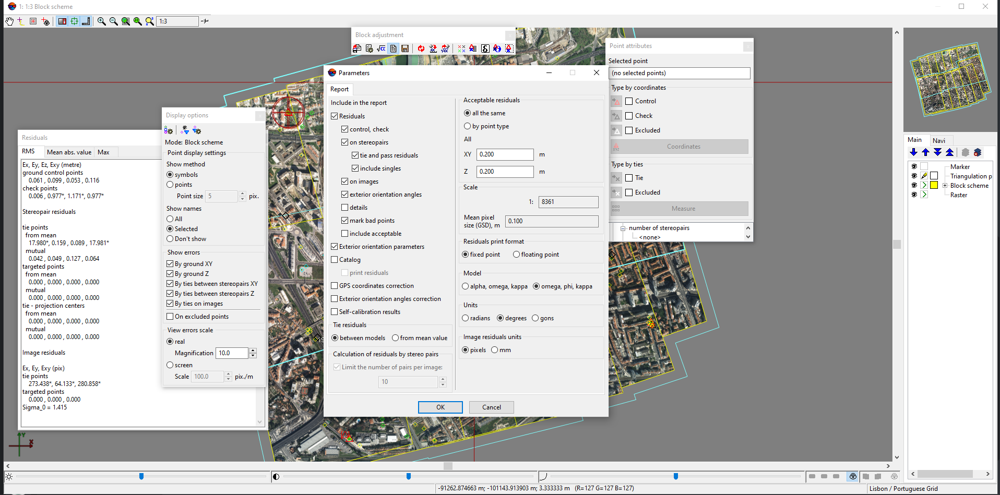 1: 1:3 Block scheme
1:3
Block adjustment
Point attributes
Selected point
(no selected points)
Type by coordinates
Control
Check
Excluded
Coordinates
Type by ties
Tie
Excluded
Measure
number of stereopairs
<none>
Parameters
Report
Include in the report
Residuals
control, check
on stereopairs
tie and pass residuals
include singles
on images
exterior orientation angles
details
mark bad points
include acceptable
Exterior orientation parameters
Catalog
print residuals
GPS coordinates correction
Exterior orientation angles correction
Self-calibration results
Tie residuals
between models
from mean value
Calculation of residuals by stereo pairs
Limit the number of pairs per image:
10
Acceptable residuals
all the same
by point type
All
XY 0.200 m
Z 0.200 m
Scale
1: 8361
Mean pixel
size (GSD), m 0.100
Residuals print format
fixed point floating point
Model
alpha, omega, kappa omega, phi, kappa
Units
radians degrees gons
Image residuals units
pixels mm
OK Cancel
Display options
Mode: Block scheme
Point display settings
Show method
symbols
points
Point size 5 pix.
Show names
All
Selected
Don't show
Show errors
By ground XY
By ground Z
By ties between stereopairs XY
By ties between stereopairs Z
By ties on images
On excluded points
View errors scale
real
Magnification 10.0
screen
Scale 100.0 pix./m
Residuals
RMS Mean abs. value Max
Ex, Ey, Ez, Exy (metre)
ground control points
0.061 , 0.099 , 0.053 , 0.116
check points
0.006 , 0.977*, 1.171*, 0.977*
Stereopair residuals
tie points
from mean
17.980*, 0.159 , 0.089 , 17.981*
mutual
0.042 , 0.049 , 0.127 , 0.064
targeted points
from mean
0.000 , 0.000 , 0.000 , 0.000
mutual
0.000 , 0.000 , 0.000 , 0.000
tie - projection centers
from mean
0.000 , 0.000 , 0.000 , 0.000
mutual
0.000 , 0.000 , 0.000 , 0.000
Image residuals
Ex, Ey, Exy (pix)
tie points
273.438*, 64.133*, 280.858*
targeted points
0.000 , 0.000 , 0.000
Sigma_0 = 1.415
Main Navi
Marker
Triangulation p
Block scheme
Raster
Y
X
-91262.874663 m; -101143.913903 m; 3.333333 m (R=127 G=127 B=127)
Lisbon / Portuguese Grid